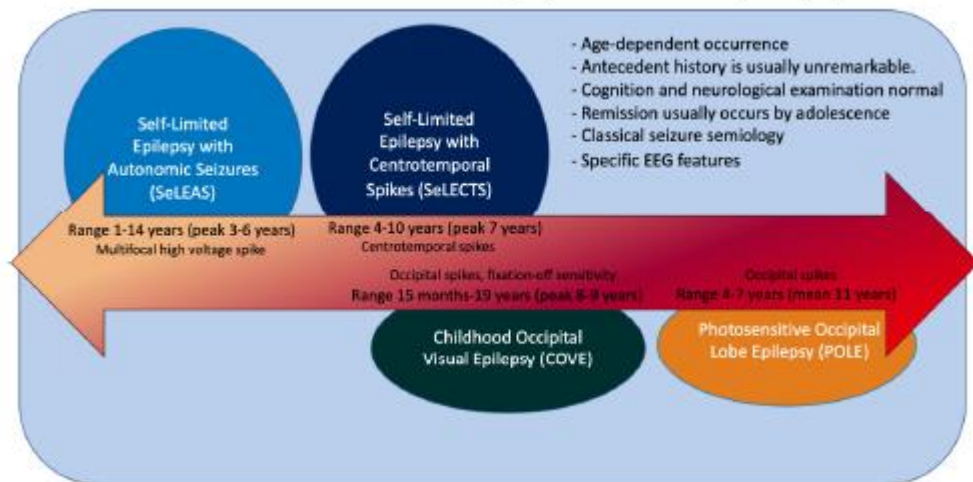 Self-Limited
Epilepsy with
Autonomic Seizures
(SeLEAS)
Self-Limited
Epilepsy with
Centrotemporal
Spikes (SeLECTS)
- Age-dependent occurrence
- Antecedent history is usually unremarkable.
- Cognition and neurological examination normal
- Remission usually occurs by adolescence
- Classical seizure semiology
- Specific EEG features
Range 1-14 years (peak 3-6 years)
Multifocal high voltage spike
Range 4-10 years (peak 7 years)
Centrotemporal spikes
Occipital spikes, fixation-off sensitivity
Range 15 months-19 years (peak 8-9 years)
Occipital spikes
Range 4-7 years (mean 11 years)
Childhood Occipital
Visual Epilepsy (COVE)
Photosensitive Occipital
Lobe Epilepsy (POLE)